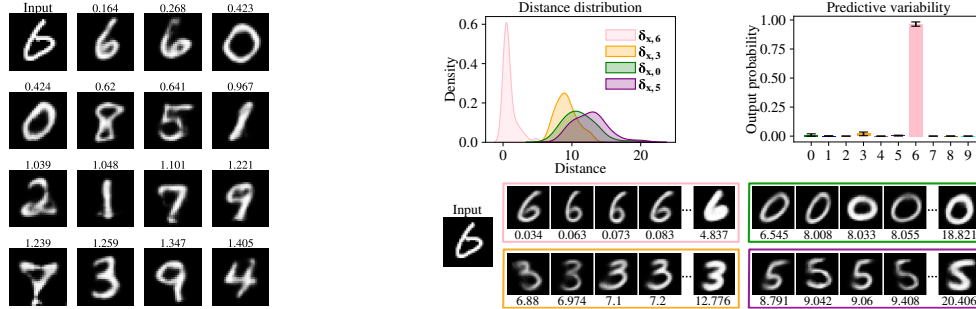 Input 0.164 0.268 0.423
0.424 0.62 0.641 0.967
1.039 1.048 1.101 1.221
1.239 1.259 1.347 1.405
Distance distribution
Density
0.6
0.4
0.2
0.0
δx, 6
δx, 3
δx, 0
δx, 5
0 10 20
Distance
Predictive variability
Output probability
1.00
0.75
0.50
0.25
0.00
0 1 2 3 4 5 6 7 8 9
Input
0.034 0.063 0.073 0.083 ... 4.837
6.545 8.008 8.033 8.055 ... 18.821
6.88 6.974 7.1 7.2 ... 12.776
8.791 9.042 9.06 9.408 ... 20.406